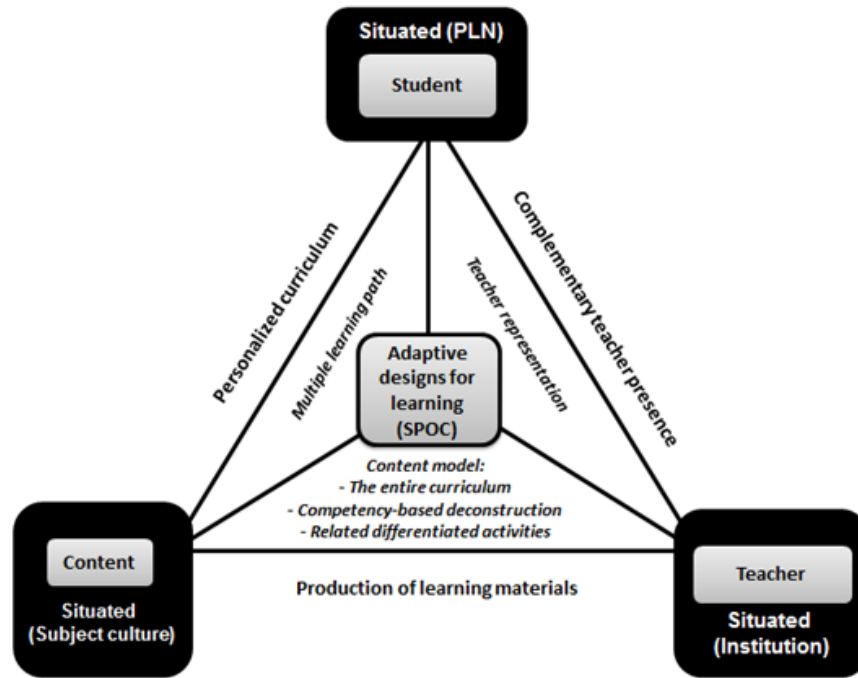 Situated (PLN)
Student
Personalized curriculum
Multiple learning path
Teacher representation
Complementary teacher presence
Adaptive
designs for
learning
(SPOC)
Content model:
- The entire curriculum
- Competency-based deconstruction
- Related differentiated activities
Content
Situated
(Subject culture)
Production of learning materials
Teacher
Situated
(Institution)